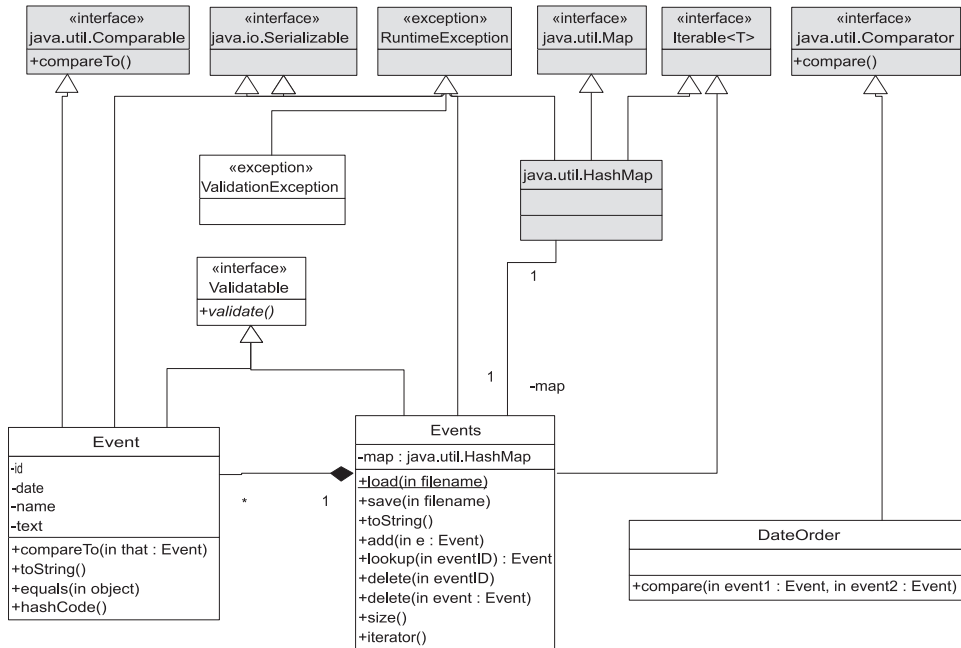 «interface»
java.util.Comparable
+compareTo()
«interface»
java.io.Serializable
«exception»
RuntimeException
«interface»
java.util.Map
«interface»
Iterable<T>
«interface»
java.util.Comparator
+compare()
«exception»
ValidationException
java.util.HashMap
«interface»
Validatable
+validate()
1
1
-map
Event
-id
-date
-name
-text
+compareTo(in that : Event)
+toString()
+equals(in object)
+hashCode()
*
1
Events
-map : java.util.HashMap
+load(in filename)
+save(in filename)
+toString()
+add(in e : Event)
+lookup(in eventID) : Event
+delete(in eventID)
+delete(in event : Event)
+size()
+iterator()
DateOrder
+compare(in event1 : Event, in event2 : Event)